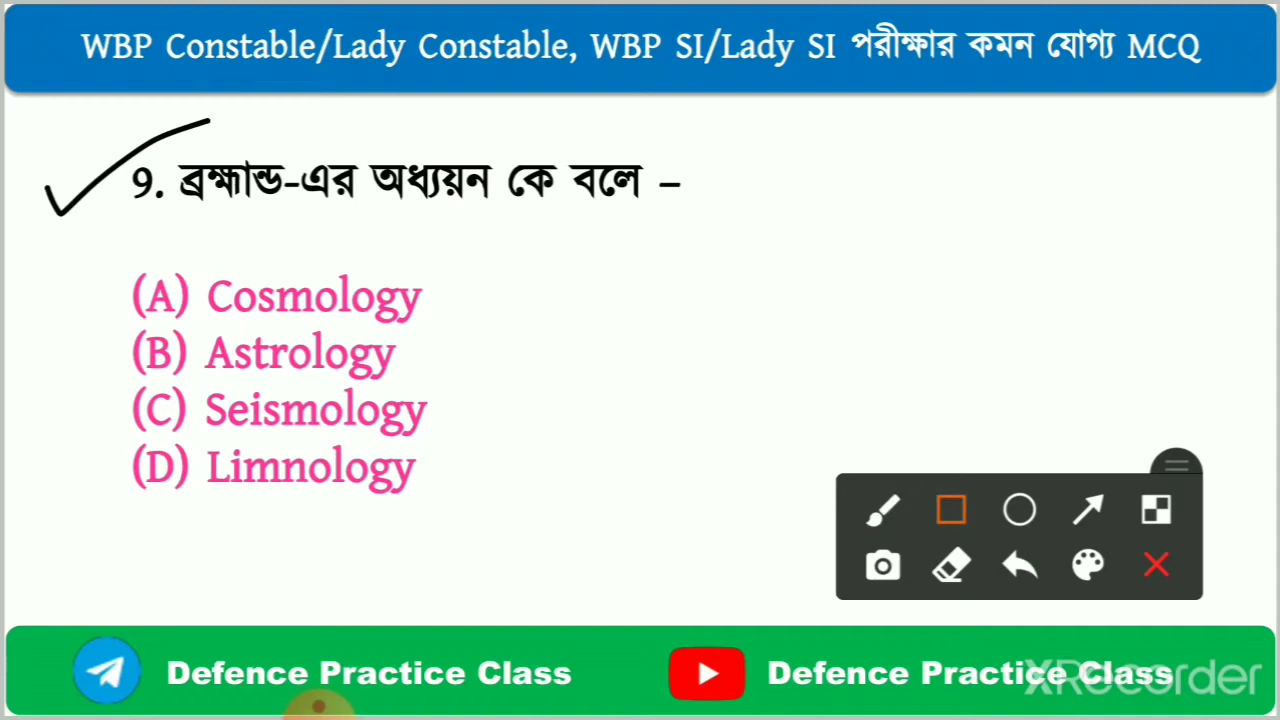 WBP Constable/Lady Constable, WBP SI/Lady SI পরীক্ষার কমন যোগ্য MCQ
9. ব্রহ্মান্ড-এর অধ্যয়ন কে বলে –
(A) Cosmology
(B) Astrology
(C) Seismology
(D) Limnology
Defence Practice Class
Defence Practice Class
XRecorder